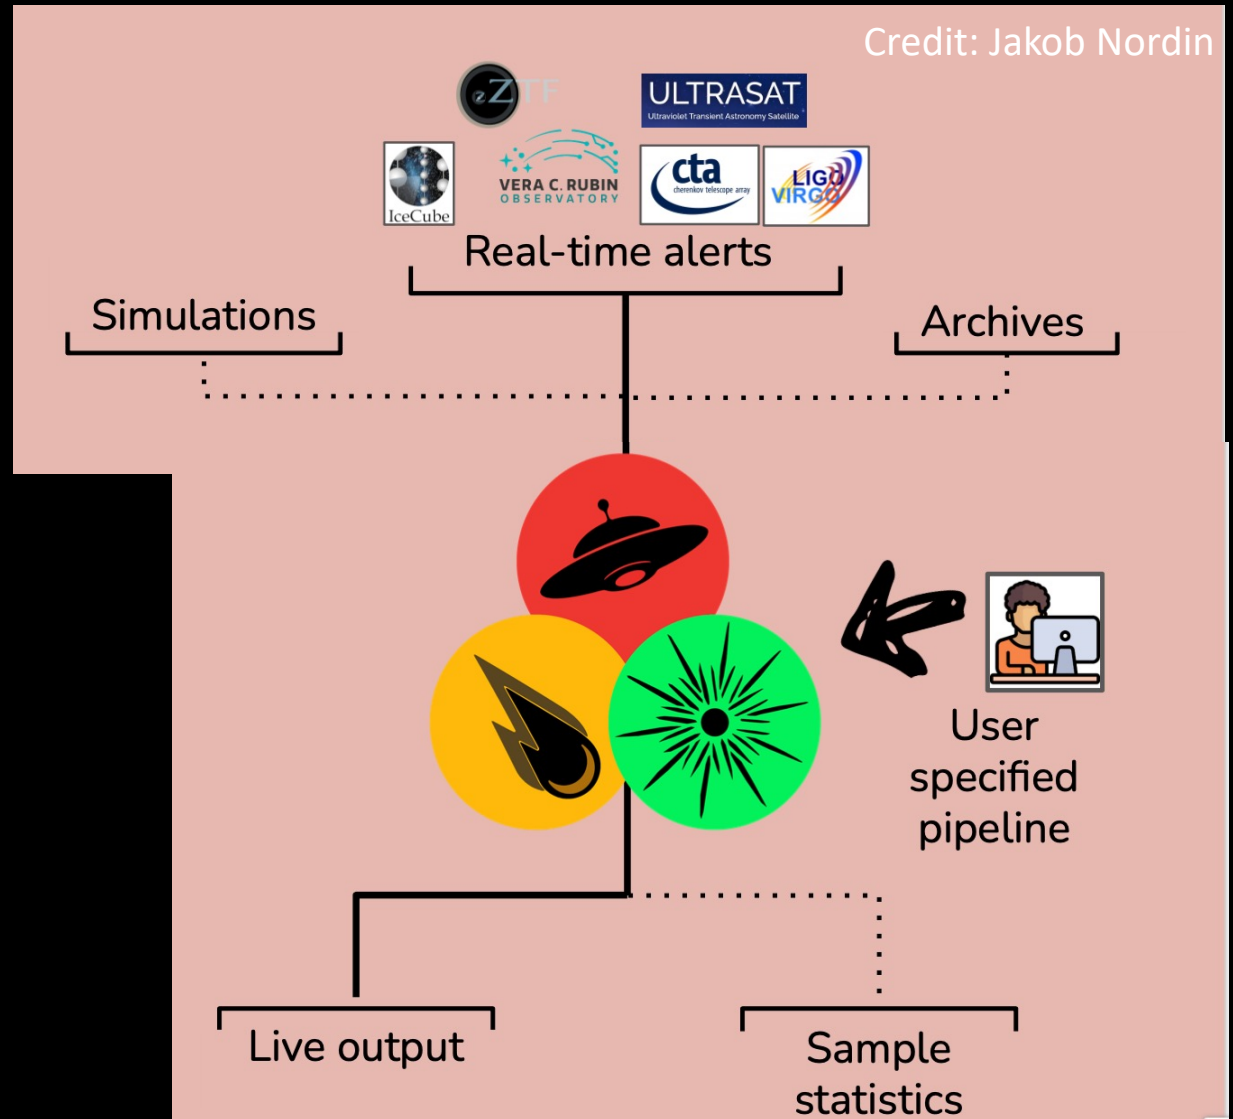 Credit: Jakob Nordin
ZTF
ULTRASAT
Ultraviolet Transient Astronomy Satellite
IceCube
VERA C. RUBIN
OBSERVATORY
cta
cherenkov telescope array
LIGO
VIRGO
Real-time alerts
Simulations
Archives
User
specified
pipeline
Live output
Sample
statistics